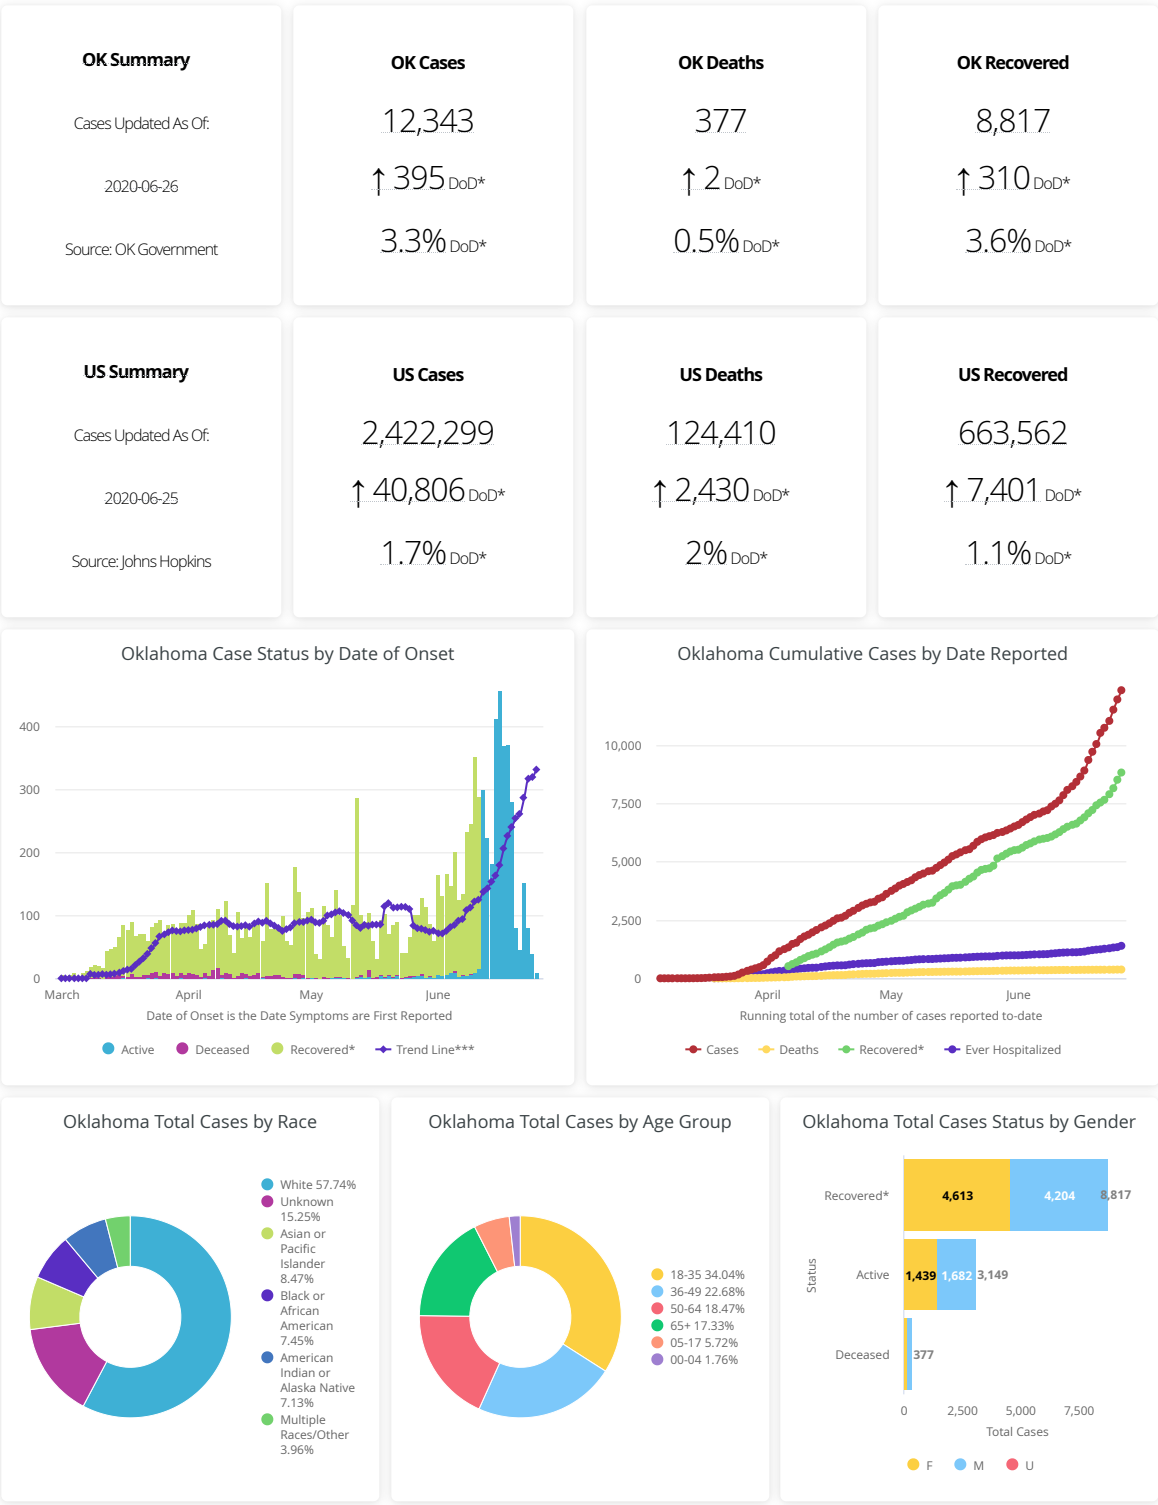 OK Summary
Cases Updated As Of:
2020-06-26
Source: OK Government
OK Cases
12,343
↑ 395 DoD*
3.3% DoD*
OK Deaths
377
↑ 2 DoD*
0.5% DoD*
OK Recovered
8,817
↑ 310 DoD*
3.6% DoD*
US Summary
Cases Updated As Of:
2020-06-25
Source: Johns Hopkins
US Cases
2,422,299
↑ 40,806 DoD*
1.7% DoD*
US Deaths
124,410
↑ 2,430 DoD*
2% DoD*
US Recovered
663,562
↑ 7,401 DoD*
1.1% DoD*
Oklahoma Case Status by Date of Onset
400
300
200
100
0
March April May June
Date of Onset is the Date Symptoms are First Reported
Active Deceased Recovered* Trend Line***
Oklahoma Cumulative Cases by Date Reported
10,000
7,500
5,000
2,500
0
April May June
Running total of the number of cases reported to-date
Cases Deaths Recovered* Ever Hospitalized
Oklahoma Total Cases by Race
White 57.74%
Unknown
15.25%
Asian or
Pacific
Islander
8.47%
Black or
African
American
7.45%
American
Indian or
Alaska Native
7.13%
Multiple
Races/Other
3.96%
Oklahoma Total Cases by Age Group
18-35 34.04%
36-49 22.68%
50-64 18.47%
65+ 17.33%
05-17 5.72%
00-04 1.76%
Oklahoma Total Cases Status by Gender
Status
Recovered* 4,613 4,204 8,817
Active 1,439 1,682 3,149
Deceased 377
0 2,500 5,000 7,500
Total Cases
F M U